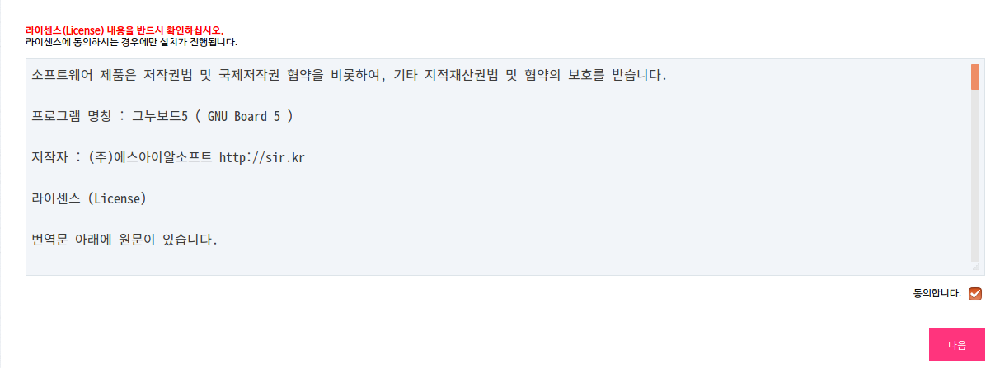 라이센스(License) 내용을 반드시 확인하십시오.
라이센스에 동의하시는 경우에만 설치가 진행됩니다.
소프트웨어 제품은 저작권법 및 국제저작권 협약을 비롯하여, 기타 지적재산권법 및 협약의 보호를 받습니다.
프로그램 명칭 : 그누보드5 ( GNU Board 5 )
저작자 : (주)에스아이알소프트 http://sir.kr
라이센스 (License)
번역문 아래에 원문이 있습니다.
동의합니다.
다음